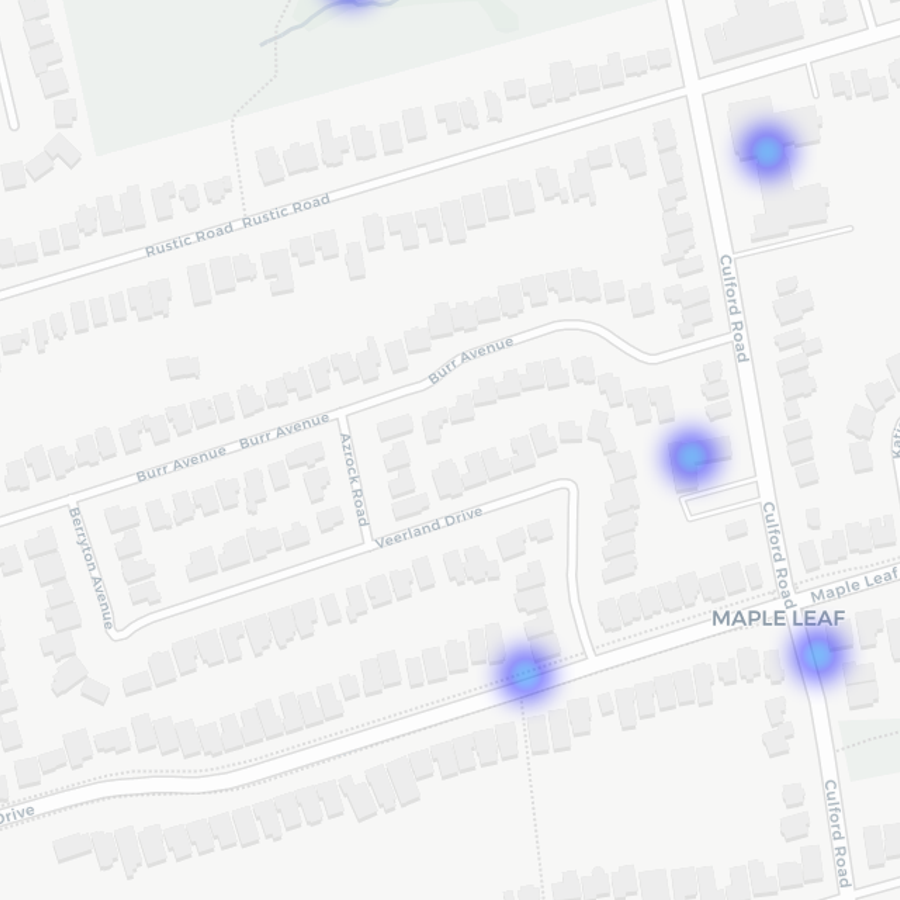 Rustic Road
Rustic Road
Culford Road
Burr Avenue
Burr Avenue
Burr Avenue
Azrock Road
Berryton Avenue
Veerland Drive
Culford Road
Maple Leaf
MAPLE LEAF
Drive
Culford Road